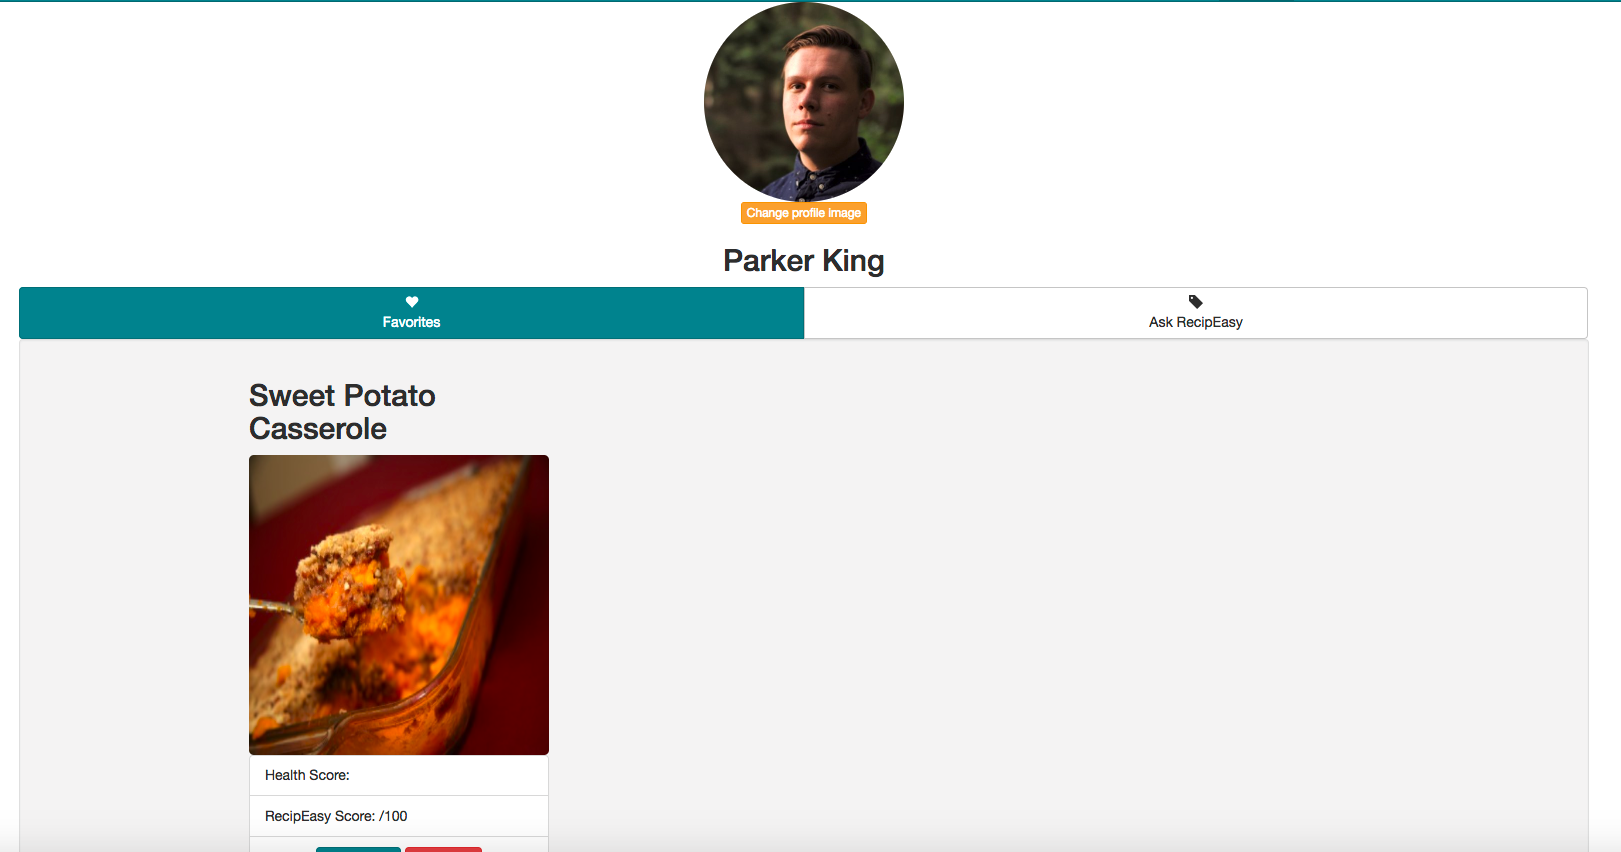 Change profile image
Parker King
Favorites
Ask RecipEasy
Sweet Potato
Casserole
Health Score:
RecipEasy Score: /100